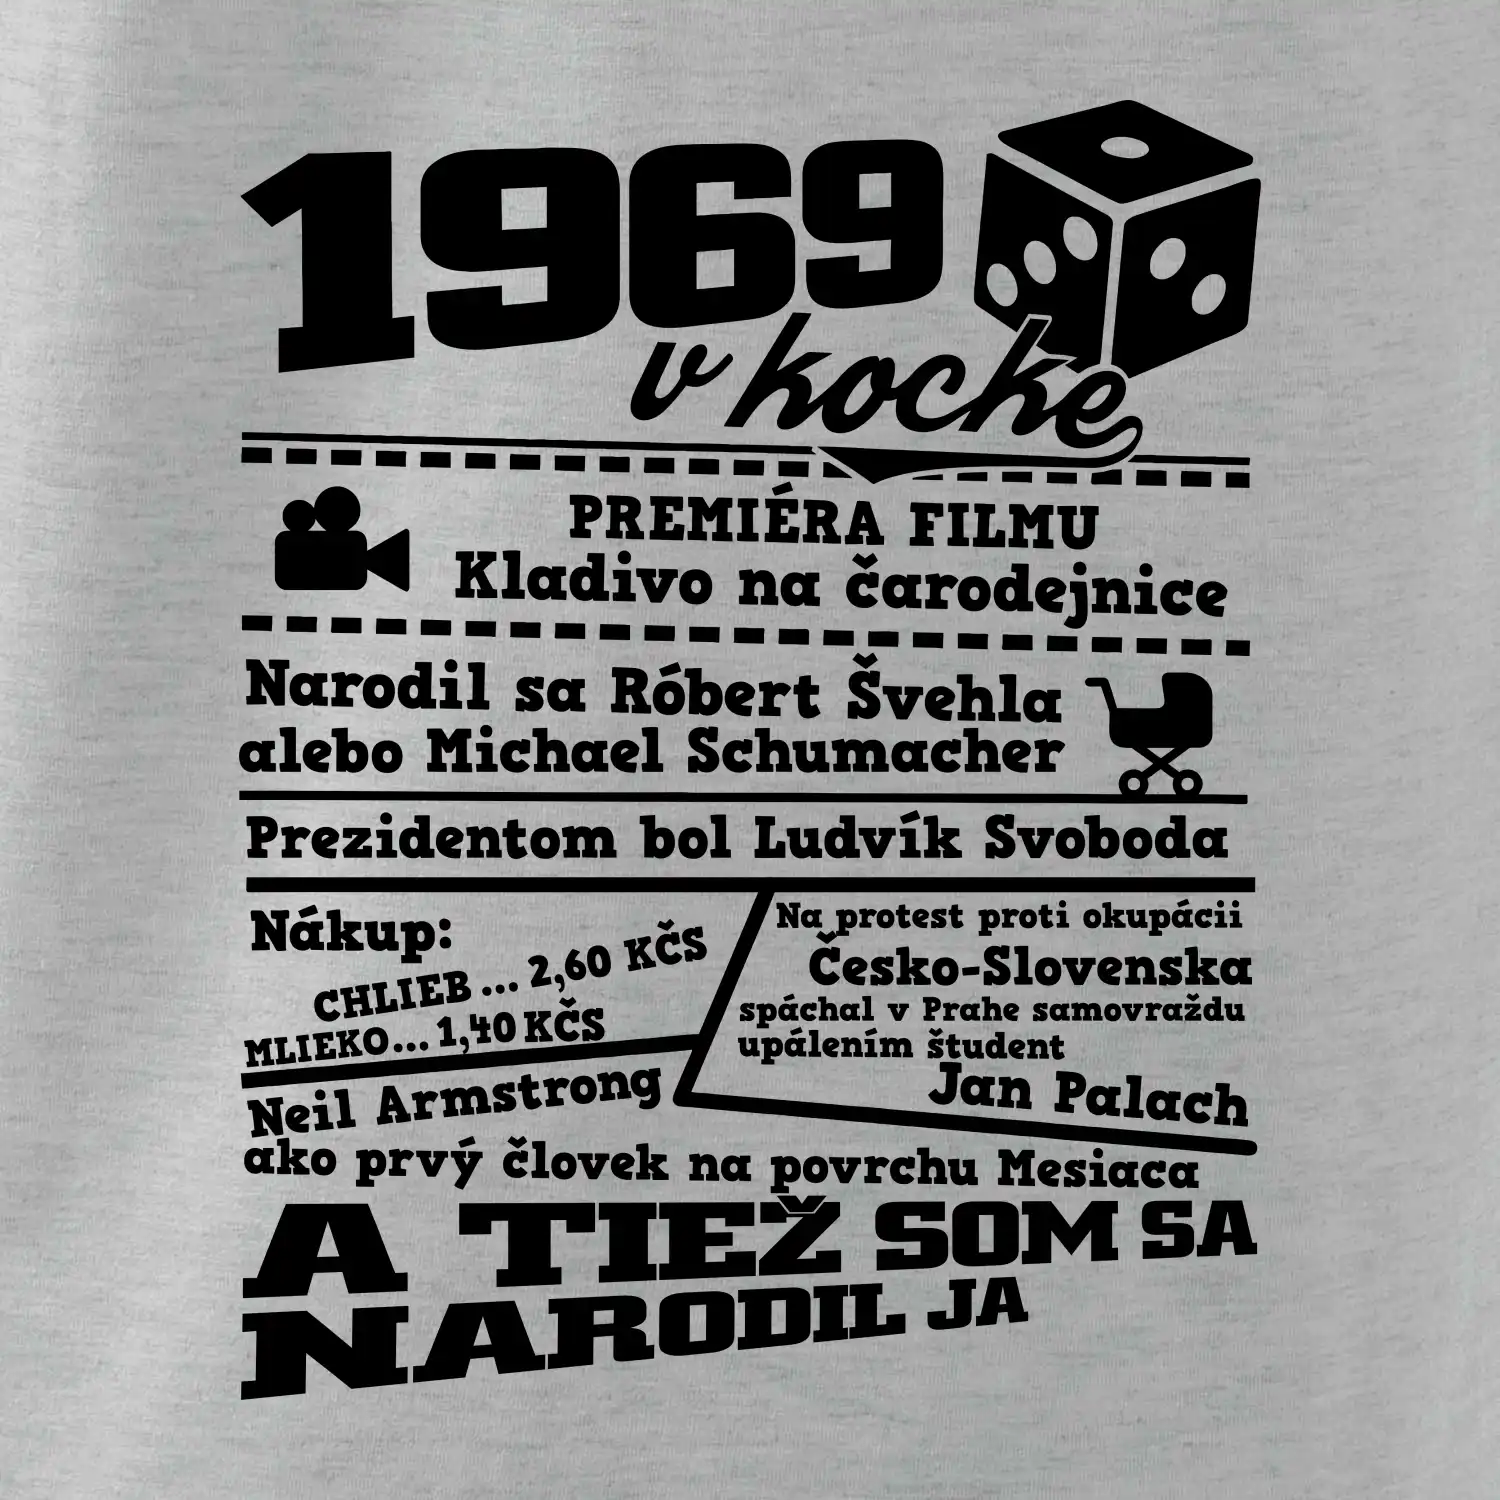 1969
v kocke
PREMIÉRA FILMU
Kladivo na čarodejnice
Narodil sa Róbert Švehla
alebo Michael Schumacher
Prezidentom bol Ludvík Svoboda
Nákup:
CHLIEB... 2,60 KČS
MLIEKO... 1,40 KČS
Na protest proti okupácii
Česko-Slovenska
spáchal v Prahe samovraždu
upálením študent
Jan Palach
Neil Armstrong
ako prvý človek na povrchu Mesiaca
A TIEŽ SOM SA
NARODIL JA